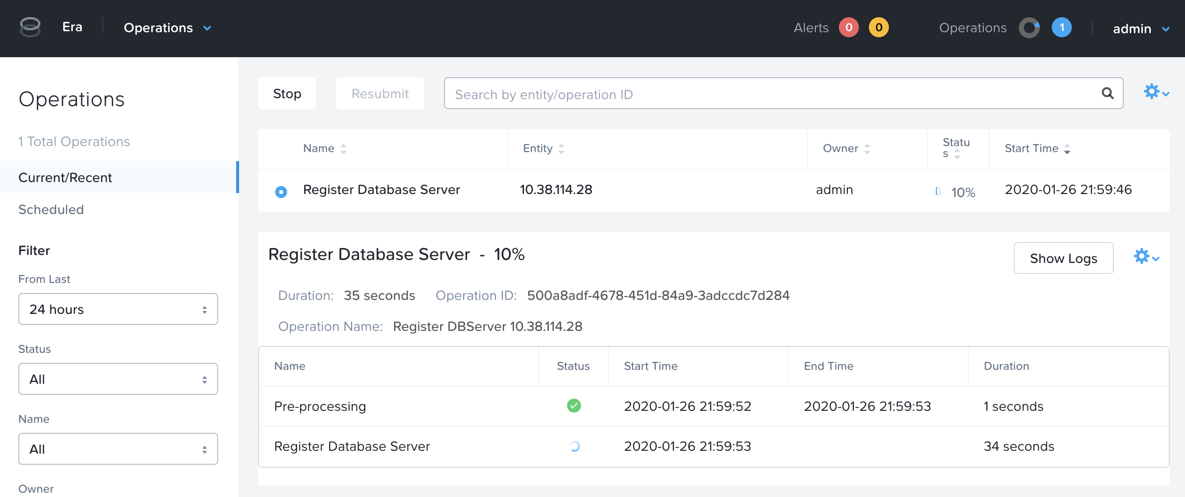 Era Operations Alerts 0 0 Operations 1 admin
Operations
1 Total Operations
Current/Recent
Scheduled
Filter
From Last
24 hours
Status
All
Name
All
Owner
Stop Resubmit Search by entity/operation ID
Name Entity Owner Statu
s Start Time
Register Database Server 10.38.114.28 admin 10% 2020-01-26 21:59:46
Register Database Server - 10%
Show Logs
Duration: 35 seconds Operation ID: 500a8adf-4678-451d-84a9-3adccdc7d284
Operation Name: Register DBServer 10.38.114.28
Name Status Start Time End Time Duration
Pre-processing 2020-01-26 21:59:52 2020-01-26 21:59:53 1 seconds
Register Database Server 2020-01-26 21:59:53 34 seconds